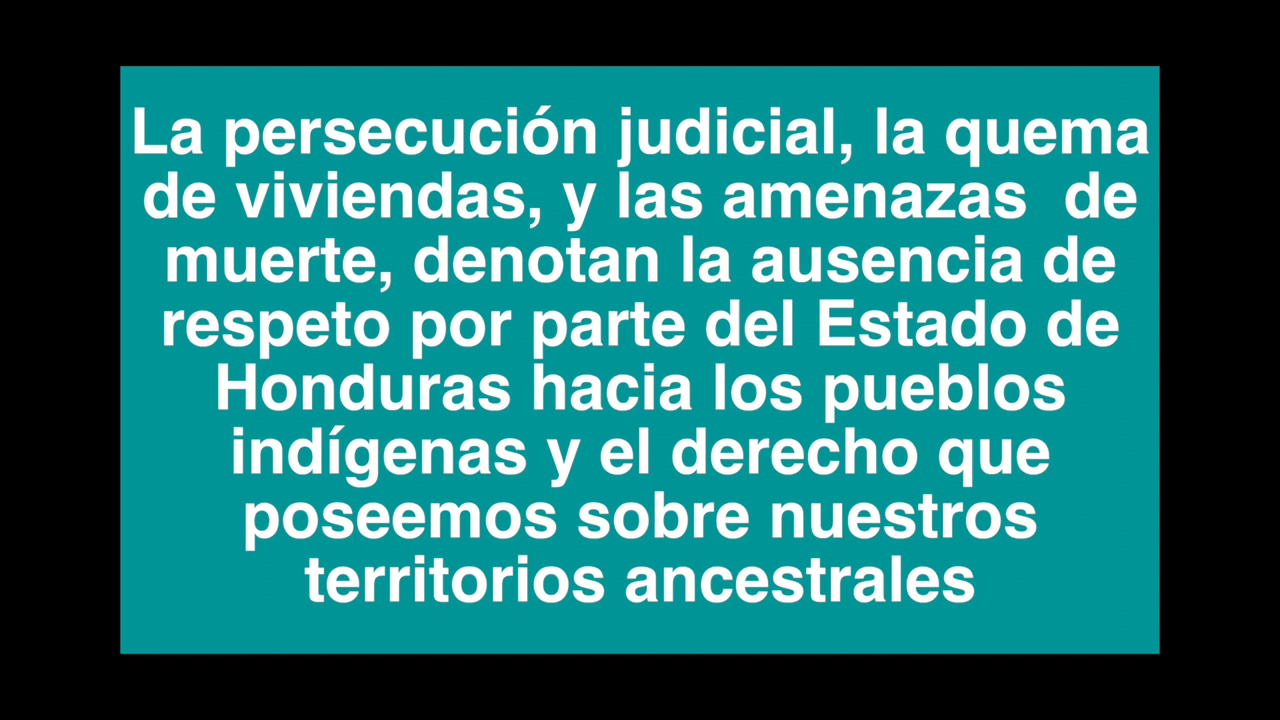 La persecución judicial, la quema
de viviendas, y las amenazas  de
muerte, denotan la ausencia de
respeto por parte del Estado de
Honduras hacia los pueblos
indígenas y el derecho que
poseemos sobre nuestros
territorios ancestrales